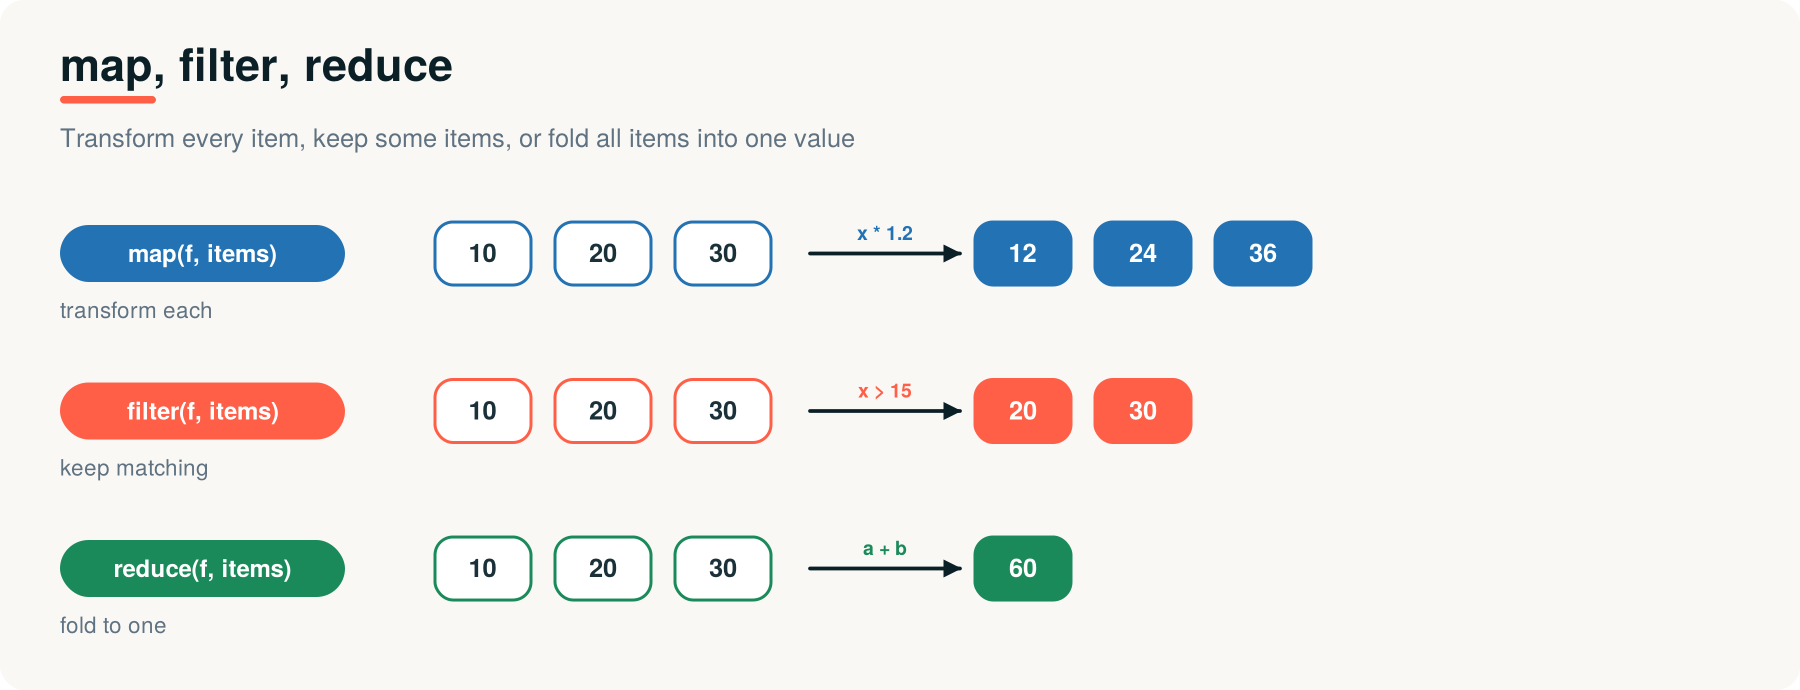 map, filter, reduce
Transform every item, keep some items, or fold all items into one value
map(f, items) 10 20 30 x * 1.2 12 24 36
transform each
filter(f, items) 10 20 30 x > 15 20 30
keep matching
reduce(f, items) 10 20 30 a + b 60
fold to one